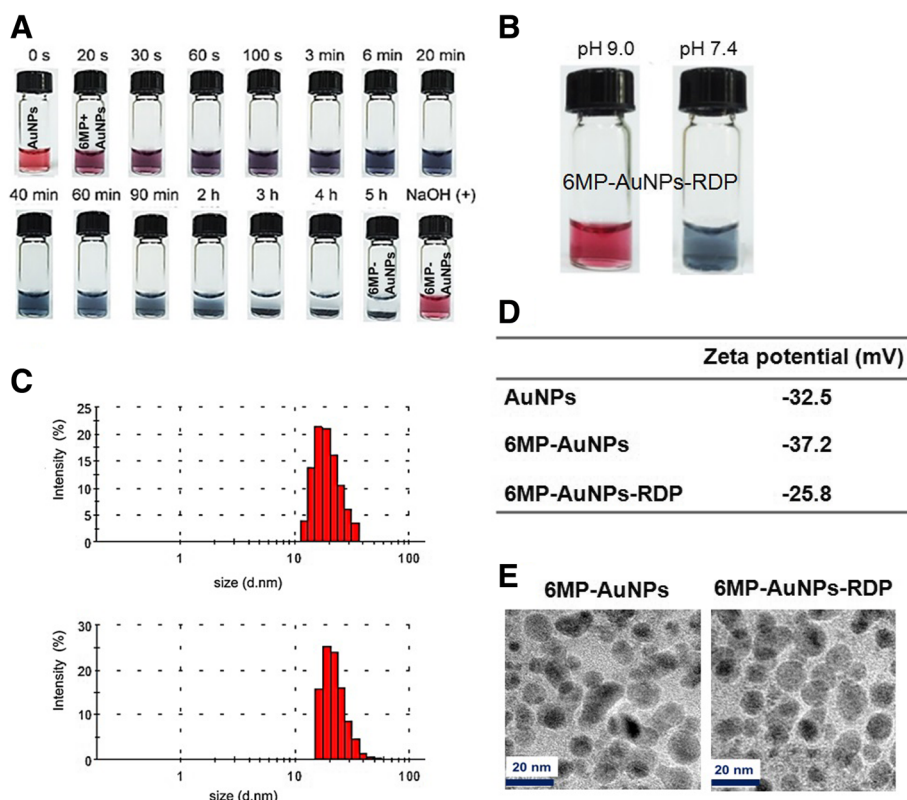 A
0 s 20 s 30 s 60 s 100 s 3 min 6 min 20 min
AuNPs
6MP+
AuNPs
40 min 60 min 90 min 2 h 3 h 4 h 5 h NaOH (+)
6MP-
AuNPs
6MP-
AuNPs
B
pH 9.0 pH 7.4
6MP-AuNPs-RDP
C
25
20
15
10
5
0
Intensity (%)
1 10 100
size (d.nm)
30
20
10
0
Intensity (%)
1 10 100
size (d.nm)
D
Zeta potential (mV)
AuNPs -32.5
6MP-AuNPs -37.2
6MP-AuNPs-RDP -25.8
E
6MP-AuNPs 6MP-AuNPs-RDP
20 nm 20 nm